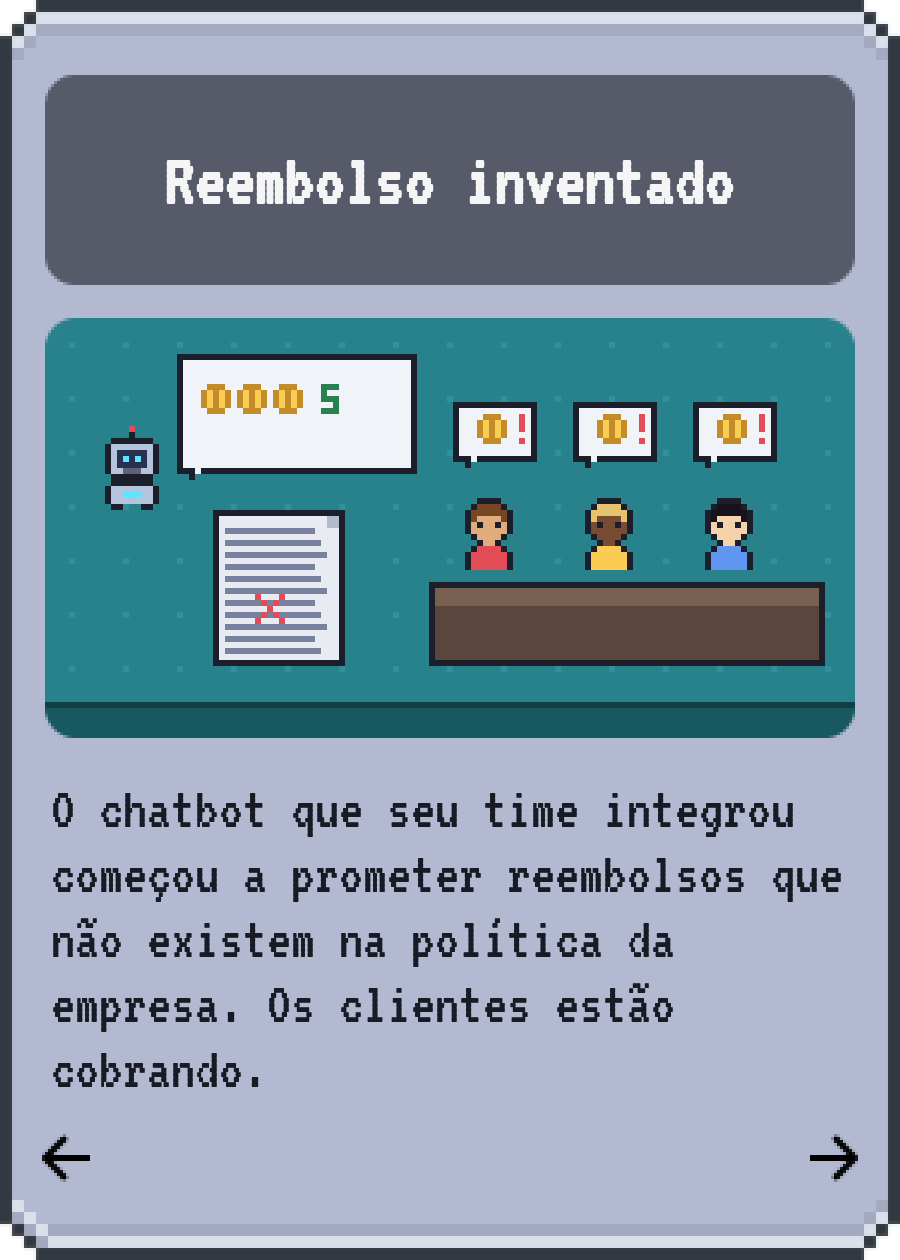 Reembolso inventado
S
! ! !
O chatbot que seu time integrou
começou a prometer reembolsos que
não existem na política da
empresa. Os clientes estão
cobrando.